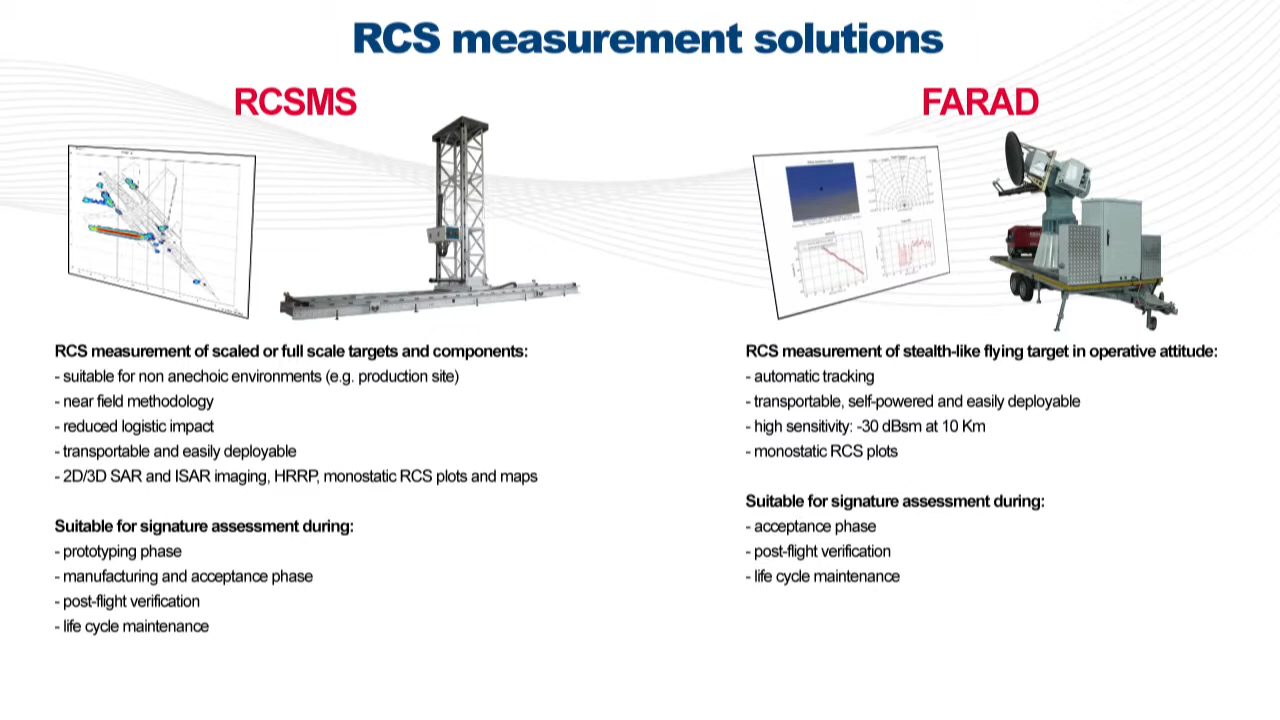 RCS measurement solutions
RCSMS
RCS measurement of scaled or full scale targets and components:
- suitable for non anechoic environments (e.g. production site)
- near field methodology
- reduced logistic impact
- transportable and easily deployable
- 2D/3D SAR and ISAR imaging, HRRP, monostatic RCS plots and maps
Suitable for signature assessment during:
- prototyping phase
- manufacturing and acceptance phase
- post-flight verification
- life cycle maintenance
FARAD
RCS measurement of stealth-like flying target in operative attitude:
- automatic tracking
- transportable, self-powered and easily deployable
- high sensitivity: -30 dBsm at 10 Km
- monostatic RCS plots
Suitable for signature assessment during:
- acceptance phase
- post-flight verification
- life cycle maintenance